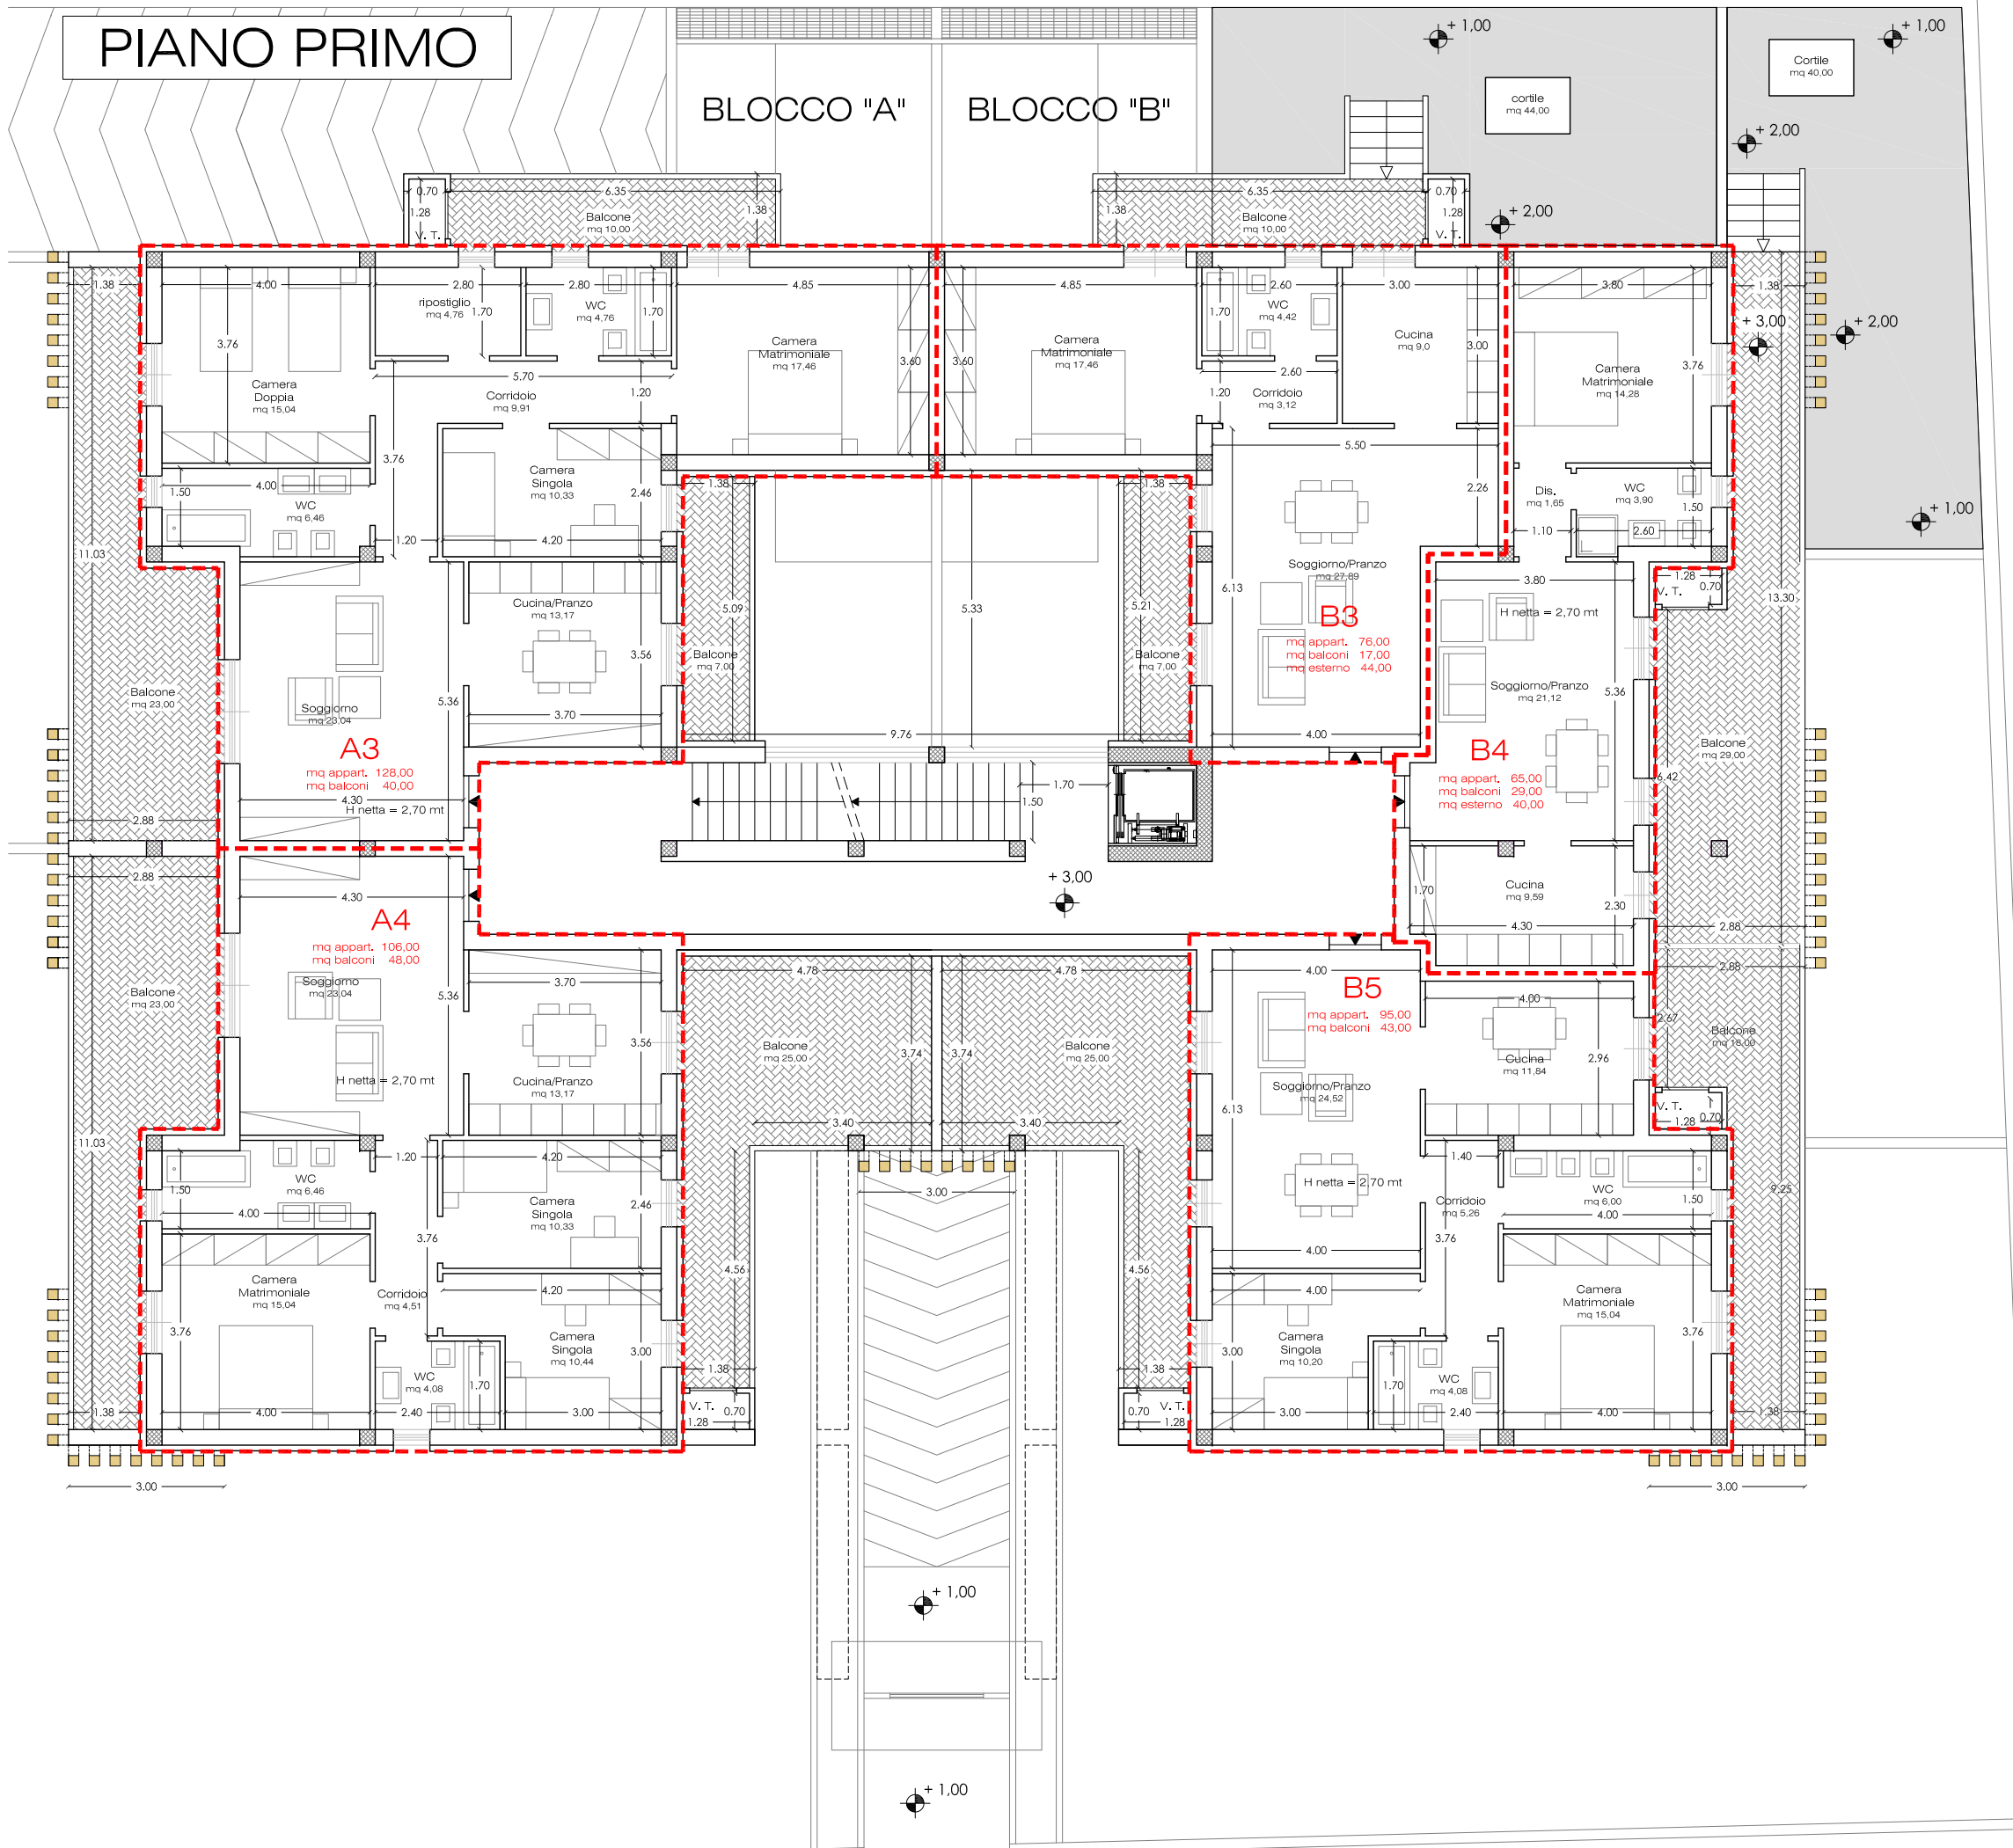 PIANO PRIMO
BLOCCO "A"
BLOCCO "B"
+ 1,00
+ 1,00
Cortile
mq 40,00
cortile
mq 44,00
+ 2,00
+ 2,00
+ 3,00
+ 2,00
+ 1,00
0.70
6.35
1.28
Balcone
mq 10,00
1.38
V. T.
6.35
0.70
1.38
Balcone
mq 10,00
1.28
V. T.
1.38
4.00
2.80
2.80
4.85
4.85
2.60
3.00
3.80
1.38
ripostiglio
mq 4,76
1.70
WC
mq 4,76
1.70
1.70
WC
mq 4,42
Cucina
mq 9,0
3.00
3.76
Camera
Doppia
mq 15,04
Camera
Matrimoniale
mq 17,46
3.60
3.60
Camera
Matrimoniale
mq 17,46
Camera
Matrimoniale
mq 14,28
3.76
5.70
Corridoio
mq 9,91
1.20
2.60
1.20
Corridoio
mq 3,12
5.50
3.76
Camera
Singola
mq 10,33
2.46
2.26
1.50
4.00
WC
mq 6,46
1.38
1.38
Dis.
mq 1,65
WC
mq 3,90
1.50
1.20
4.20
1.10
2.60
11.03
Soggiorno/Pranzo
mq 27,89
3.80
1.28
0.70
V. T.
13.30
Cucina/Pranzo
mq 13,17
5.09
5.33
5.21
6.13
B3
mq appart. 76,00
mq balconi 17,00
mq esterno 44,00
H netta = 2,70 mt
3.56
Balcone
mq 7,00
Balcone
mq 7,00
Balcone
mq 23,00
Soggiorno
mq 23,04
5.36
3.70
Soggiorno/Pranzo
mq 21,12
5.36
9.76
4.00
A3
mq appart. 128,00
mq balconi 40,00
4.30
H netta = 2,70 mt
2.88
B4
mq appart. 65,00
mq balconi 29,00
mq esterno 40,00
Balcone
mq 29,00
6.42
1.70
1.50
2.88
4.30
+ 3,00
1.70
Cucina
mq 9,59
2.30
4.30
2.88
A4
mq appart. 106,00
mq balconi 48,00
Soggiorno
mq 23,04
5.36
3.70
4.78
4.78
4.00
B5
mq appart. 95,00
mq balconi 43,00
2.88
4.00
2.67
Balcone
mq 23,00
3.56
Balcone
mq 25,00
3.74
3.74
Balcone
mq 25,00
2.96
Cucina
mq 11,84
Balcone
mq 18,00
H netta = 2,70 mt
Cucina/Pranzo
mq 13,17
Soggiorno/Pranzo
mq 24,52
6.13
V. T.
0.70
1.28
3.40
3.40
11.03
1.20
4.20
1.40
1.50
WC
mq 6,46
4.00
Camera
Singola
mq 10,33
2.46
3.00
H netta = 2,70 mt
Corridoio
mq 5,26
WC
mq 6,00
1.50
4.00
9.25
3.76
3.76
4.56
4.56
4.00
Camera
Matrimoniale
mq 15,04
Corridoio
mq 4,51
4.20
4.00
Camera
Matrimoniale
mq 15,04
3.76
Camera
Singola
mq 10,44
3.00
3.00
Camera
Singola
mq 10,20
3.76
WC
mq 4,08
1.70
1.38
1.38
1.70
WC
mq 4,08
1.38
4.00
2.40
3.00
V. T.
0.70
1.28
0.70
V. T.
1.28
3.00
2.40
4.00
1.38
3.00
3.00
+ 1,00
+ 1,00